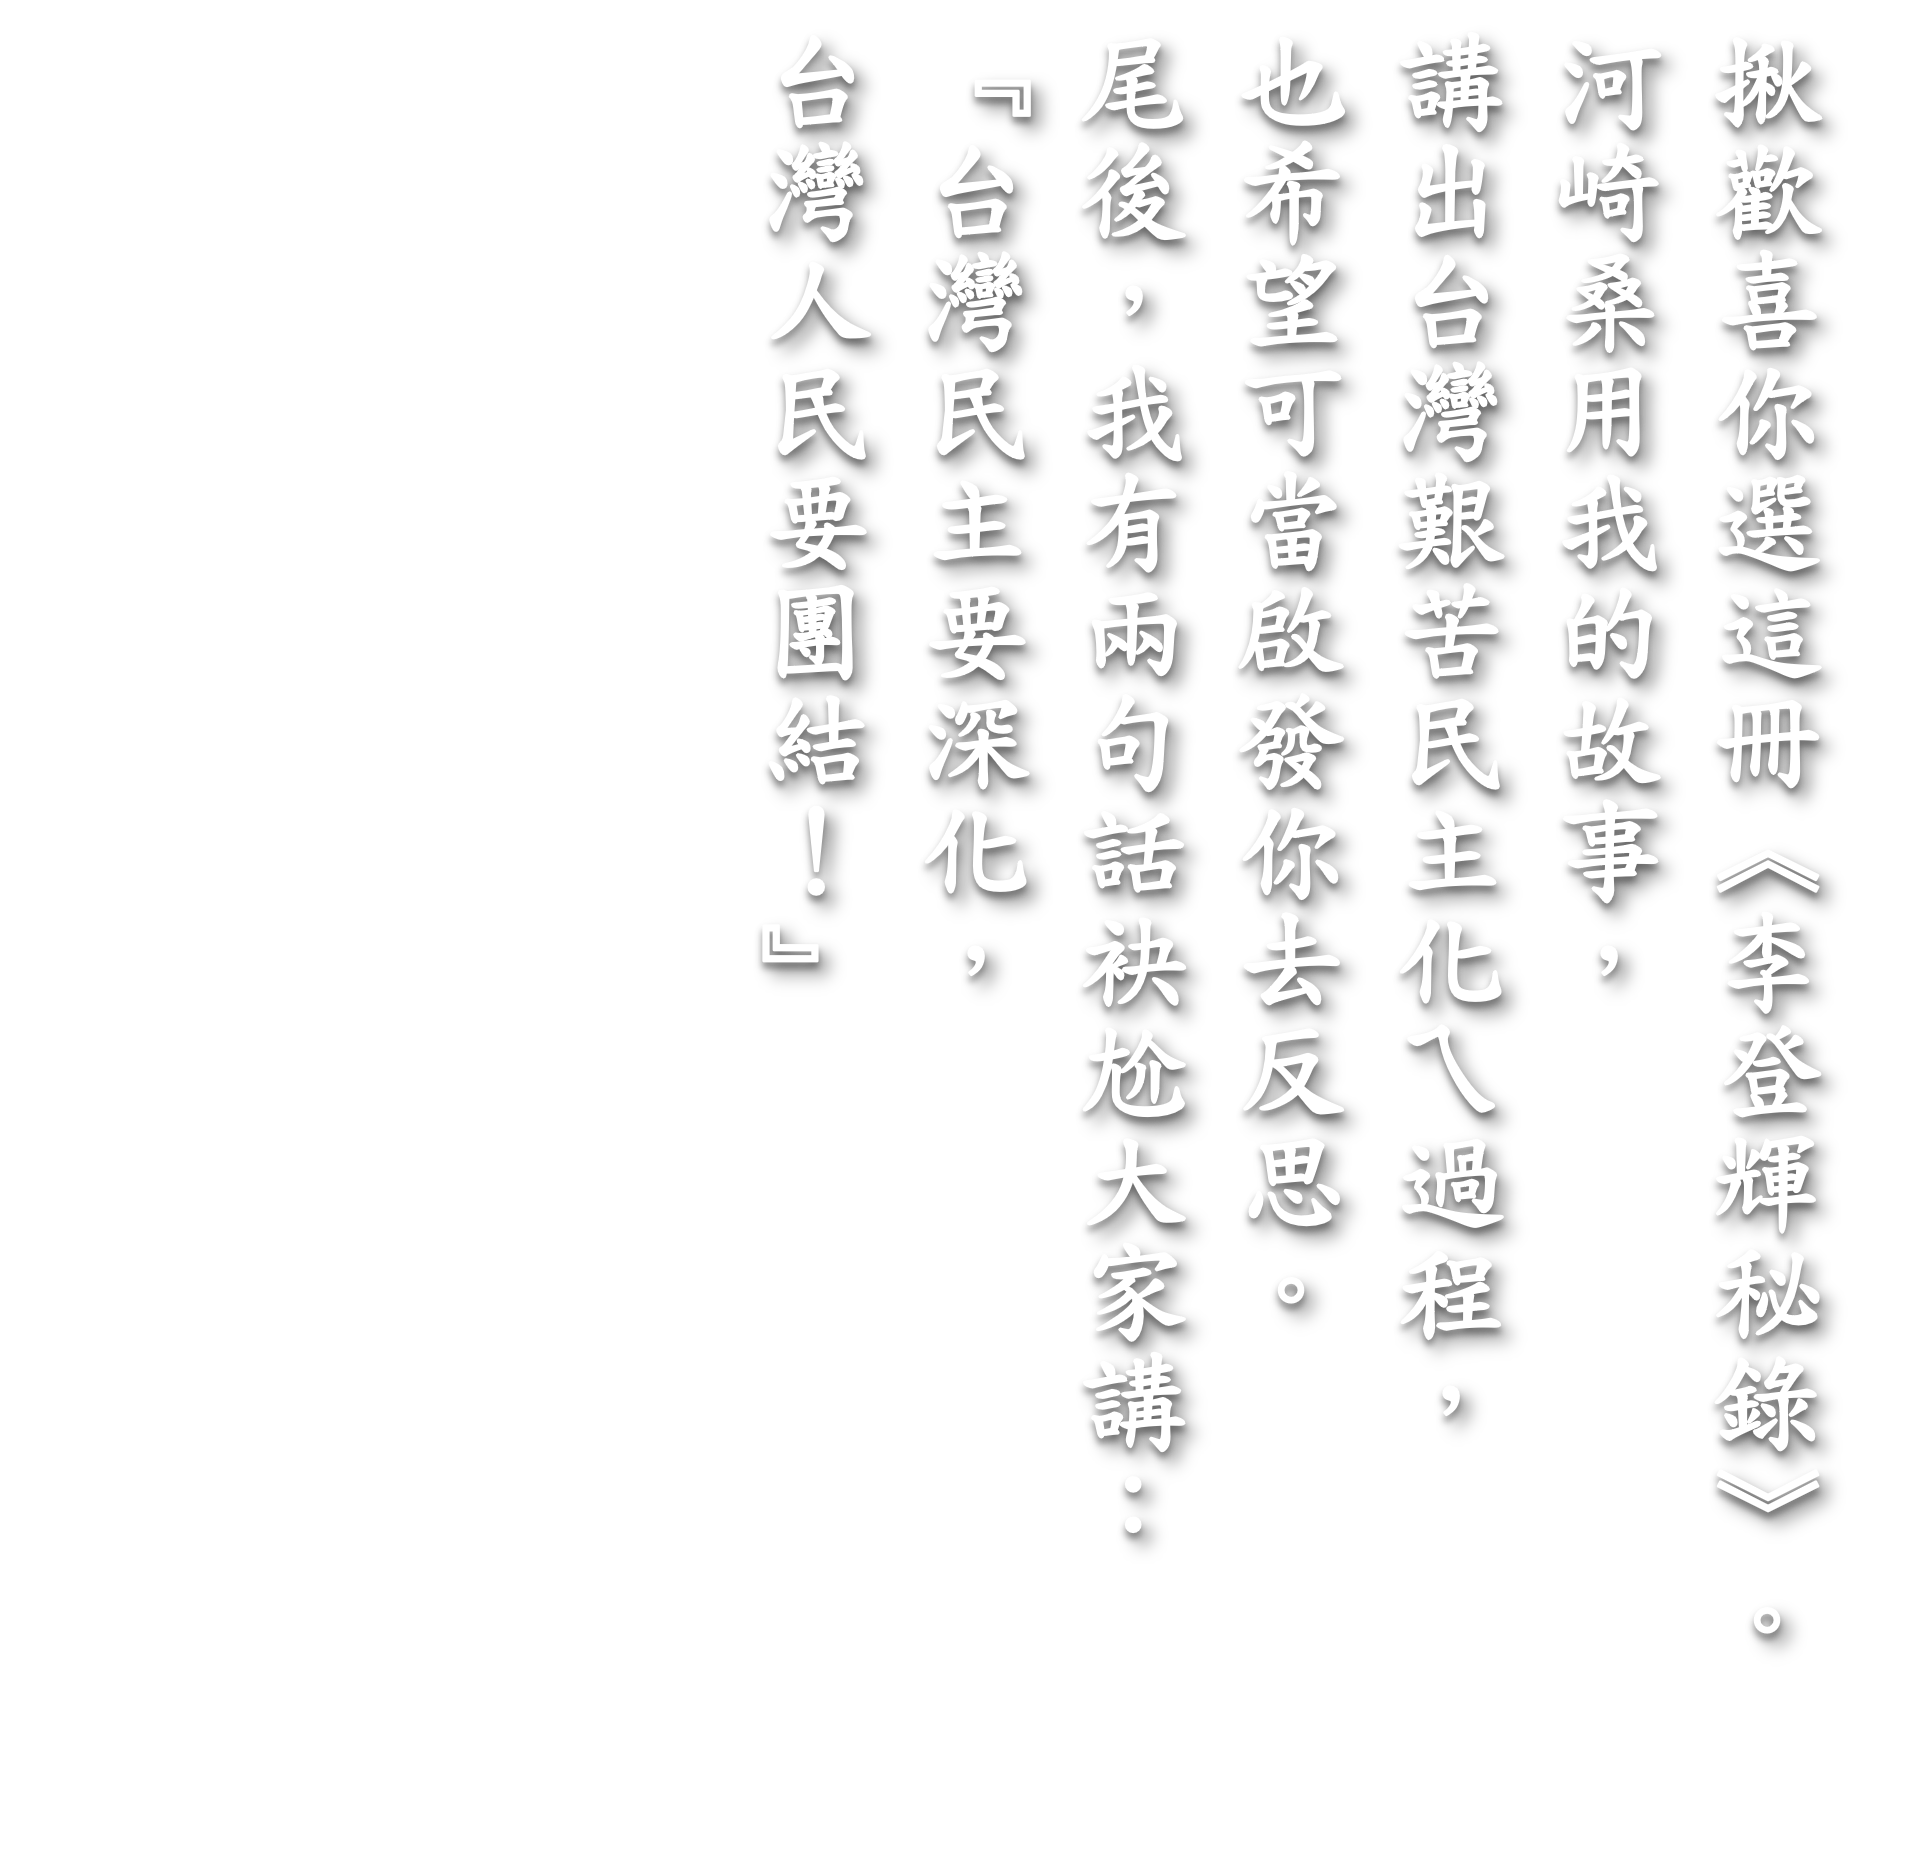 揪歡喜你選這冊《李登輝秘錄》。
河崎桑用我的故事，
講出台灣艱苦民主化ㄟ過程，
也希望可當啟發你去反思。
尾後，我有兩句話袂尬大家講：
『台灣民主要深化，
台灣人民要團結！』